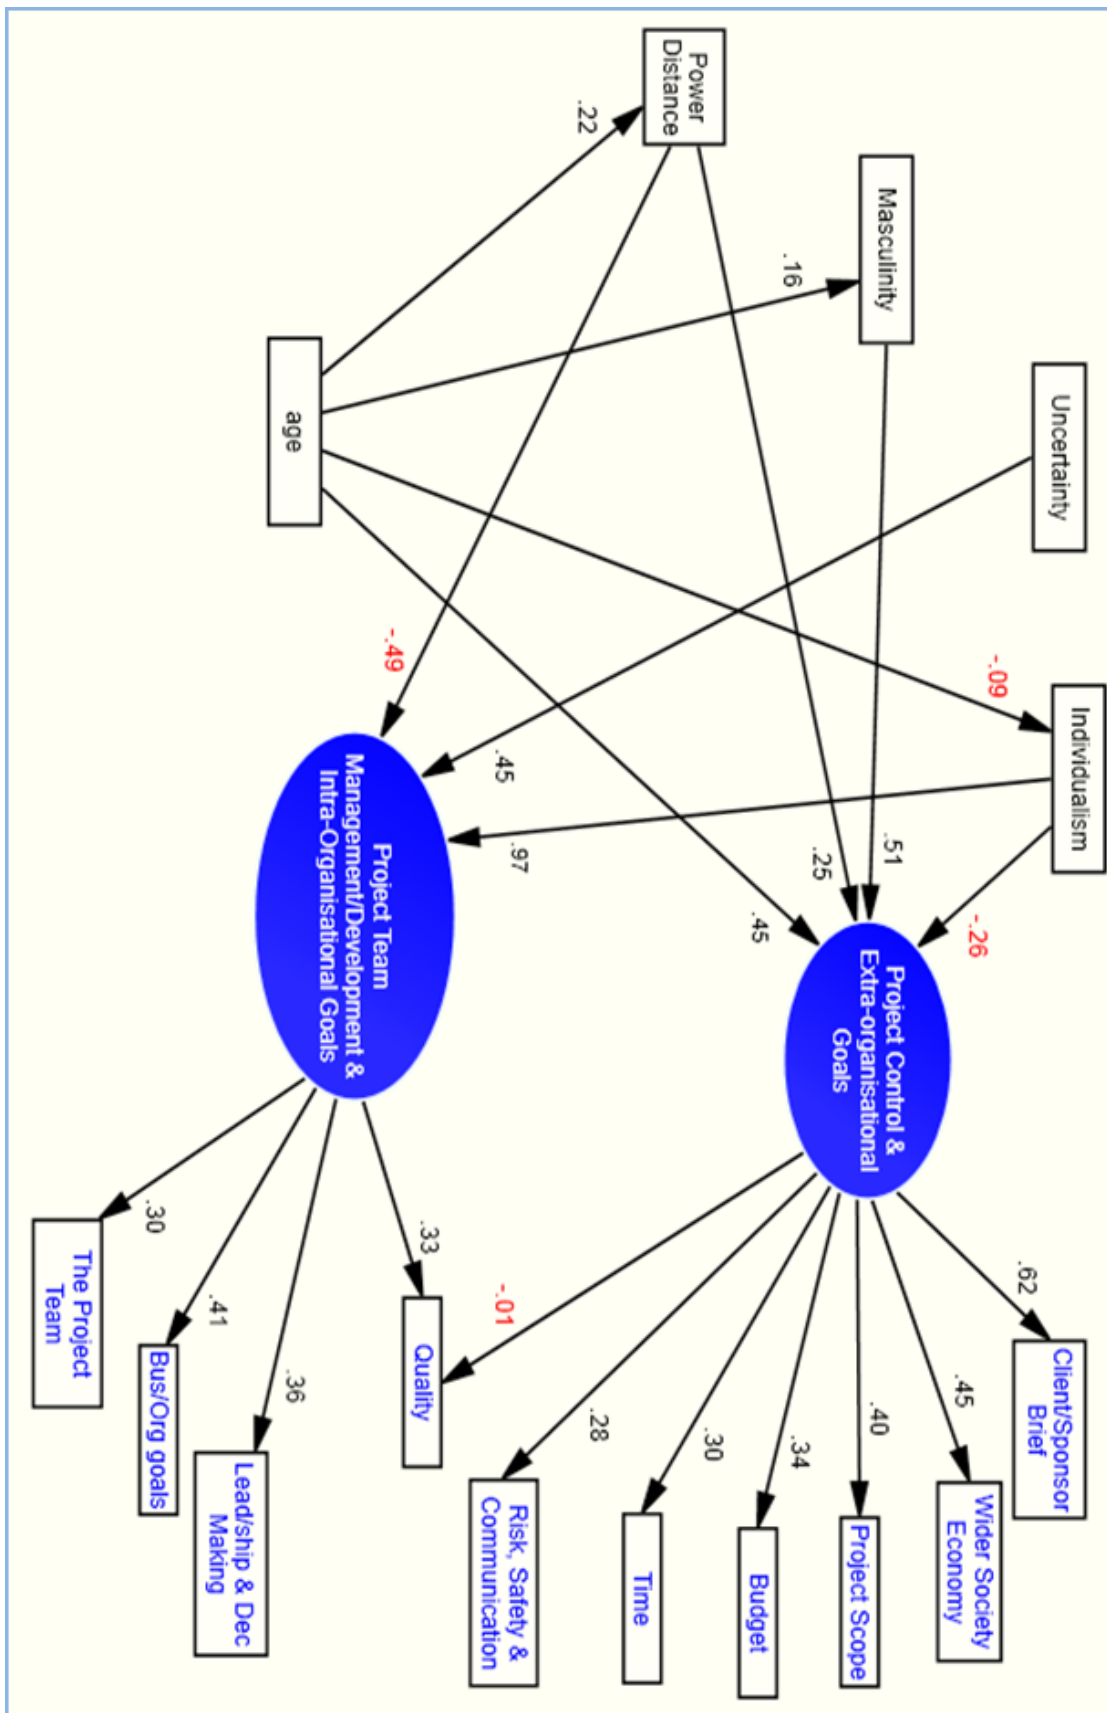 Power
Distance
Masculinity
Uncertainty
Individualism
age
.22
.16
-.09
-.49
.45
.97
.25
.51
.45
-.26
Project Team
Management/Development &
Intra-Organisational Goals
Project Control &
Extra-organisational
Goals
.30
.41
.36
.33
-.01
.28
.30
.34
.40
.45
.62
The Project
Team
Bus/Org goals
Lead/ship & Dec
Making
Quality
Risk, Safety &
Communication
Time
Budget
Project Scope
Wider Society
Economy
Client/Sponsor
Brief